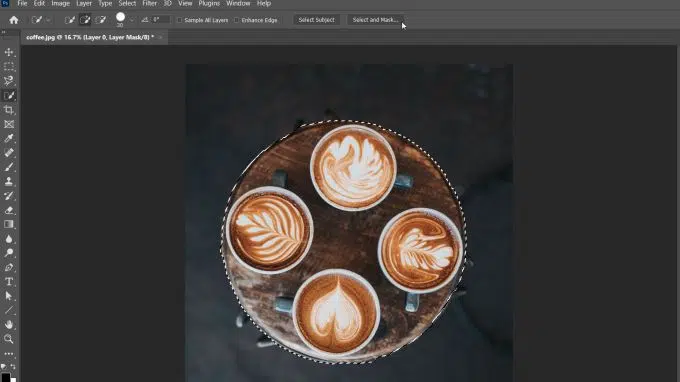 Ps File Edit Image Layer Type Select Filter 3D View Plugins Window Help
30 0° Sample All Layers Enhance Edge Select Subject Select and Mask...
coffee.jpg @ 16.7% (Layer 0, Layer Mask/8) * ×